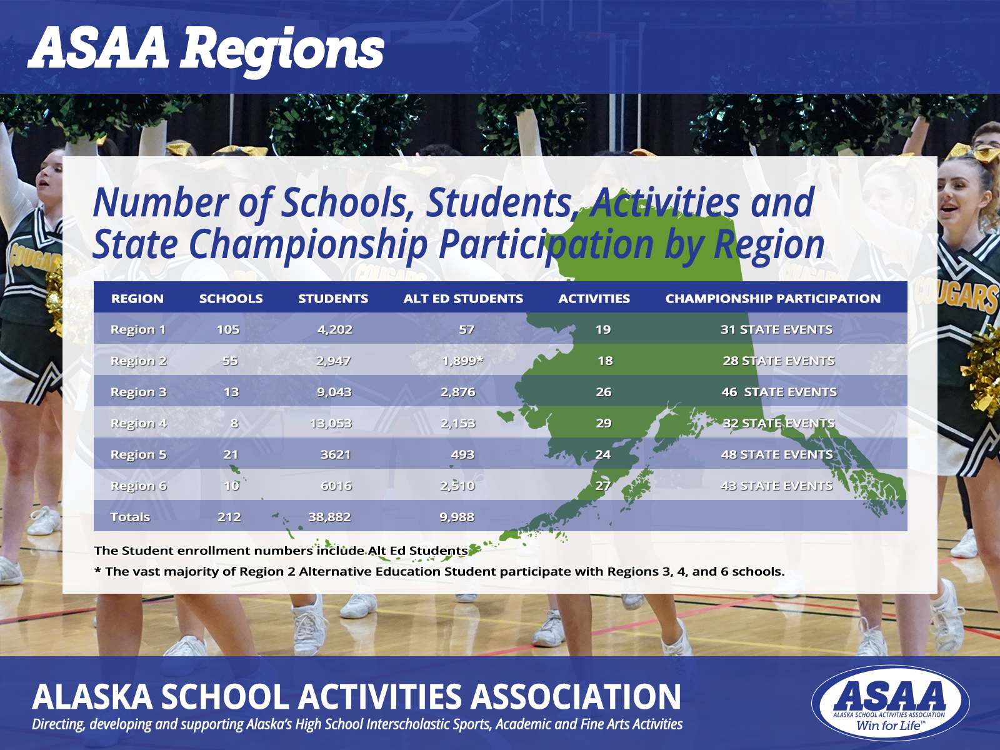 ASAA Regions
Number of Schools, Students, Activities and
State Championship Participation by Region
REGION SCHOOLS STUDENTS ALT ED STUDENTS ACTIVITIES CHAMPIONSHIP PARTICIPATION
Region 1 105 4,202 57 19 31 STATE EVENTS
Region 2 55 2,947 1,899* 18 28 STATE EVENTS
Region 3 13 9,043 2,876 26 46 STATE EVENTS
Region 4 8 13,053 2,153 29 32 STATE EVENTS
Region 5 21 3621 493 24 48 STATE EVENTS
Region 6 10 6016 2,510 27 43 STATE EVENTS
Totals 212 38,882 9,988
The Student enrollment numbers include Alt Ed Students
* The vast majority of Region 2 Alternative Education Student participate with Regions 3, 4, and 6 schools.
COUGARS
ALASKA SCHOOL ACTIVITIES ASSOCIATION
Directing, developing and supporting Alaska's High School Interscholastic Sports, Academic and Fine Arts Activities
ASAA
ALASKA SCHOOL ACTIVITIES ASSOCIATION
Win for Life™